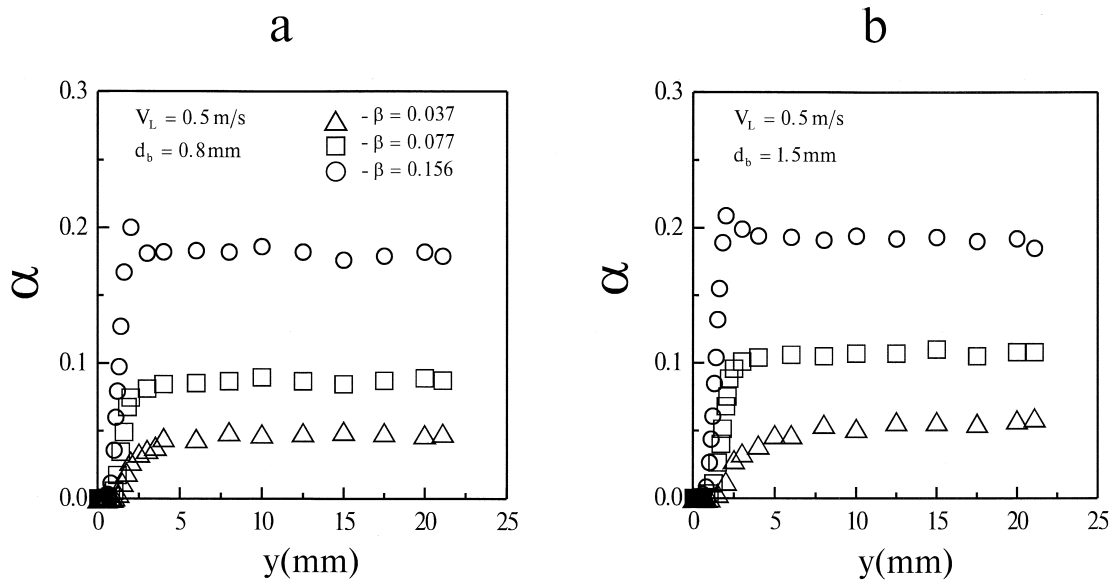 a
0.3
0.2
0.1
0.0
α
V_L = 0.5 m/s
d_b = 0.8mm
- β = 0.037
- β = 0.077
- β = 0.156
0 5 10 15 20 25
y(mm)
b
0.3
0.2
0.1
0.0
α
V_L = 0.5 m/s
d_b = 1.5mm
0 5 10 15 20 25
y(mm)